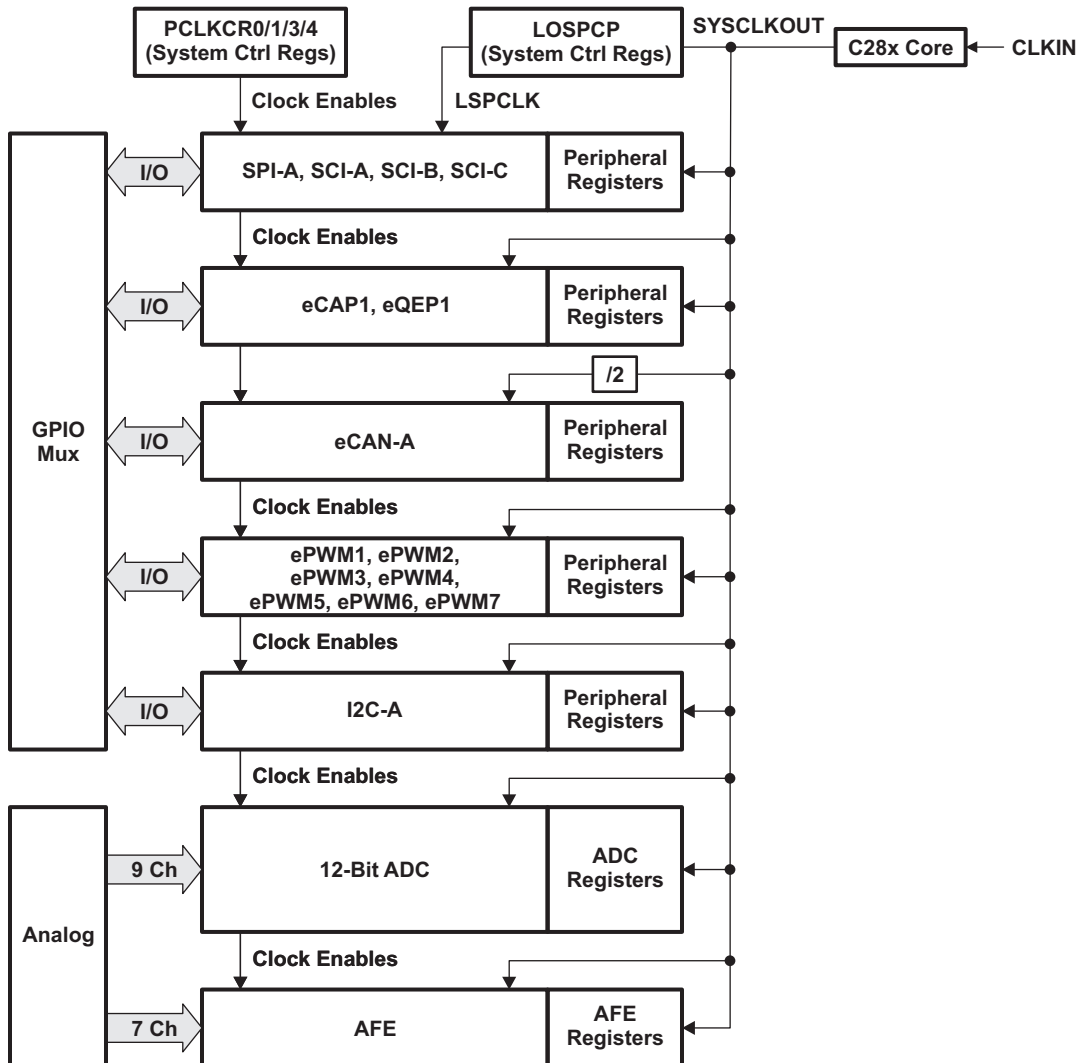 PCLKCR0/1/3/4
(System Ctrl Regs)
LOSPCP
(System Ctrl Regs)
SYSCLKOUT
C28x Core
CLKIN
Clock Enables
LSPCLK
I/O
SPI-A, SCI-A, SCI-B, SCI-C
Peripheral
Registers
Clock Enables
I/O
eCAP1, eQEP1
Peripheral
Registers
/2
GPIO
Mux
I/O
eCAN-A
Peripheral
Registers
Clock Enables
I/O
ePWM1, ePWM2,
ePWM3, ePWM4,
ePWM5, ePWM6, ePWM7
Peripheral
Registers
Clock Enables
I/O
I2C-A
Peripheral
Registers
Clock Enables
9 Ch
12-Bit ADC
ADC
Registers
Analog
Clock Enables
7 Ch
AFE
AFE
Registers